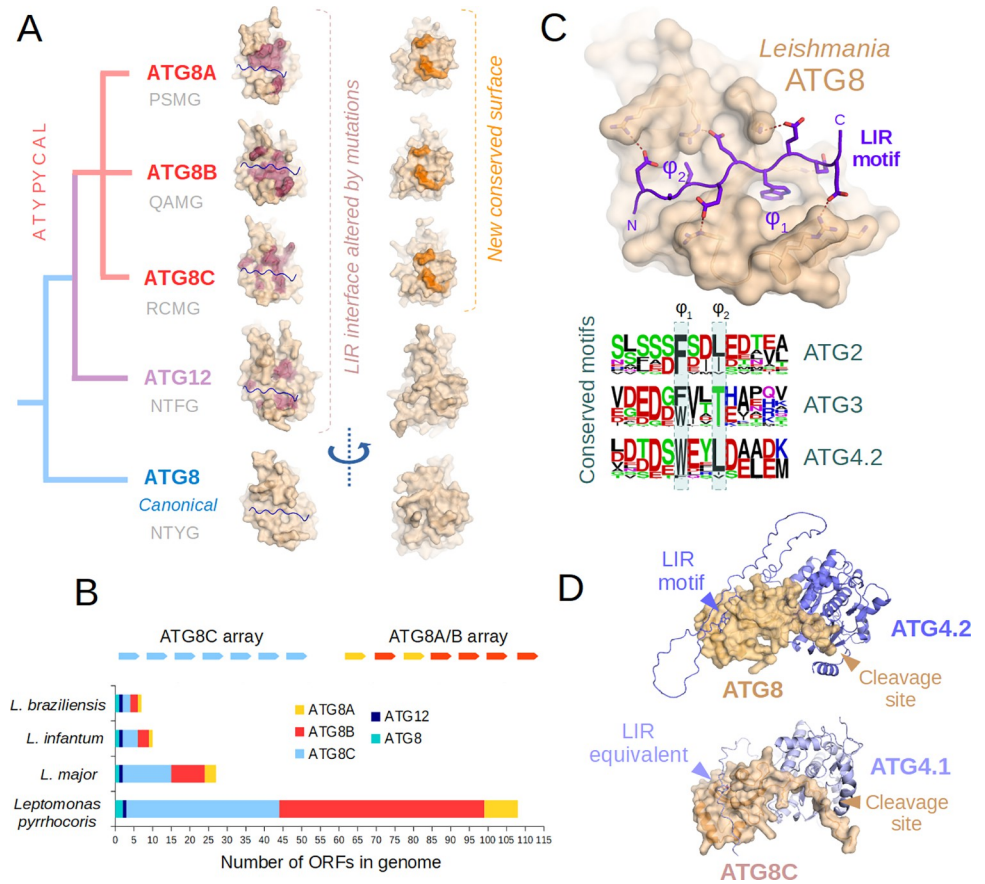 A
ATYPYCAL
ATG8A
PSMG
ATG8B
QAMG
ATG8C
RCMG
ATG12
NTFG
ATG8
Canonical
NTYG
LIR interface altered by mutations
New conserved surface
B
ATG8C array
ATG8A/B array
L. braziliensis
L. infantum
L. major
Leptomonas
pyrrhocoris
ATG8A
ATG8B
ATG8C
ATG12
ATG8
0 5 10 15 20 25 30 35 40 45 50 55 60 65 70 75 80 85 90 95 100 105 110 115
Number of ORFs in genome
C
Leishmania
ATG8
C
LIR
motif
φ2
φ1
N
φ1 φ2
Conserved motifs
ATG2
ATG3
ATG4.2
D
LIR
motif
ATG4.2
Cleavage
site
ATG8
LIR
equivalent
ATG4.1
Cleavage
site
ATG8C